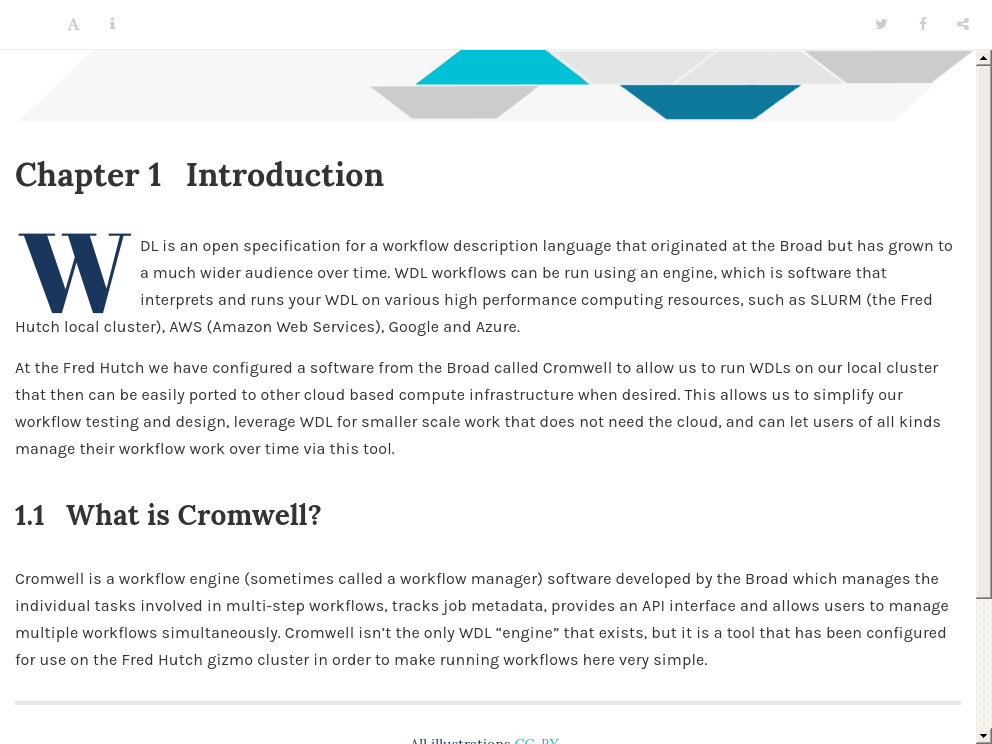 Chapter 1 Introduction
WDL is an open specification for a workflow description language that originated at the Broad but has grown to
a much wider audience over time. WDL workflows can be run using an engine, which is software that
interprets and runs your WDL on various high performance computing resources, such as SLURM (the Fred
Hutch local cluster), AWS (Amazon Web Services), Google and Azure.
At the Fred Hutch we have configured a software from the Broad called Cromwell to allow us to run WDLs on our local cluster
that then can be easily ported to other cloud based compute infrastructure when desired. This allows us to simplify our
workflow testing and design, leverage WDL for smaller scale work that does not need the cloud, and can let users of all kinds
manage their workflow work over time via this tool.
1.1 What is Cromwell?
Cromwell is a workflow engine (sometimes called a workflow manager) software developed by the Broad which manages the
individual tasks involved in multi-step workflows, tracks job metadata, provides an API interface and allows users to manage
multiple workflows simultaneously. Cromwell isn’t the only WDL “engine” that exists, but it is a tool that has been configured
for use on the Fred Hutch gizmo cluster in order to make running workflows here very simple.
All illustrations CC-BY